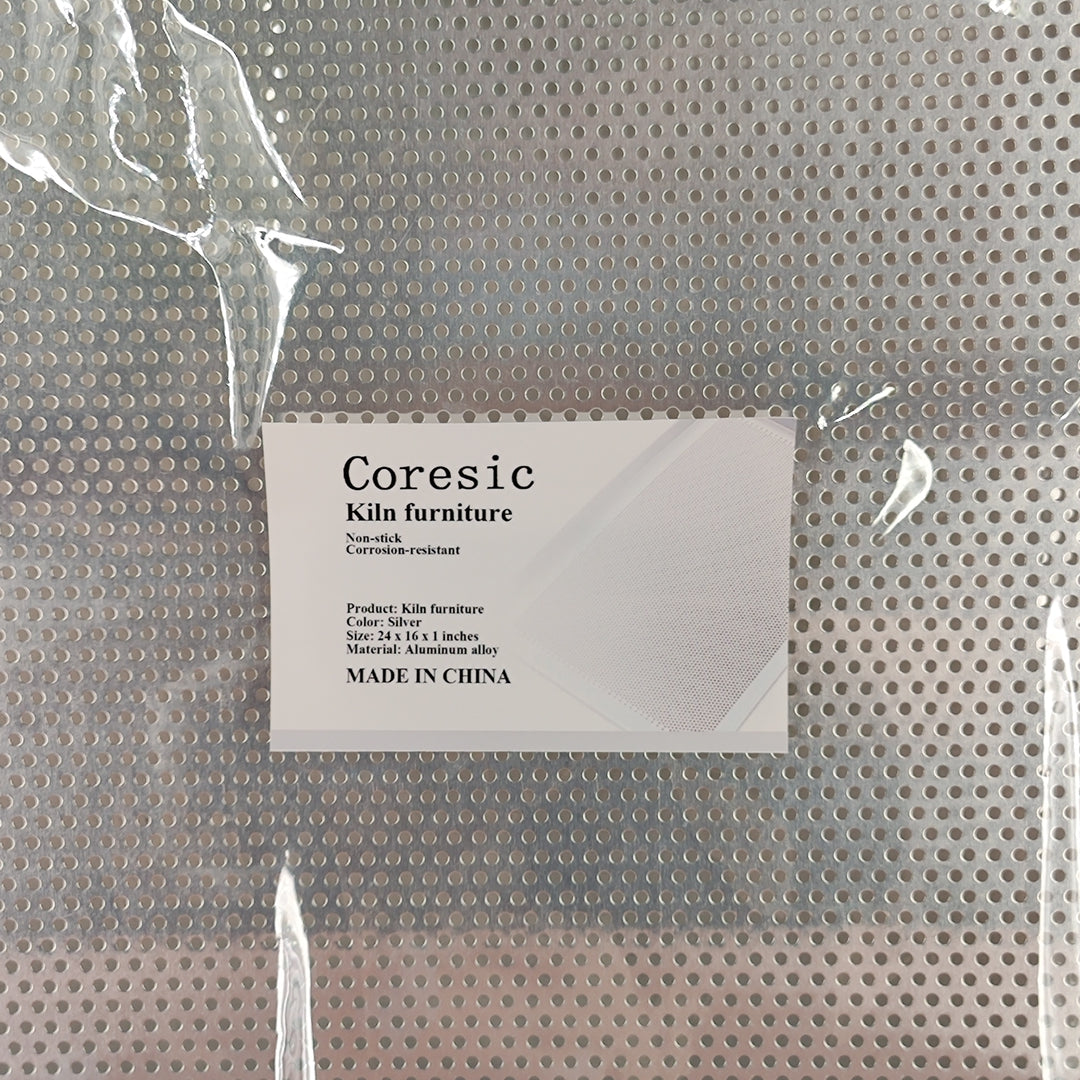 Coresic
Kiln furniture
Non-stick
Corrosion-resistant
Product: Kiln furniture
Color: Silver
Size: 24 x 16 x 1 inches
Material: Aluminum alloy
MADE IN CHINA